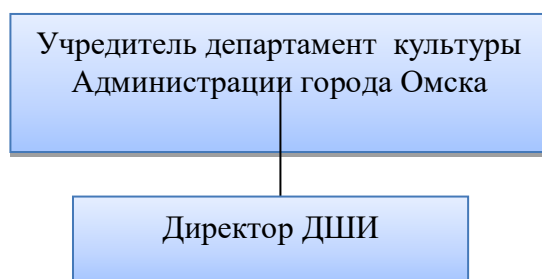 Учредитель департамент культуры
Администрации города Омска
Директор ДШИ